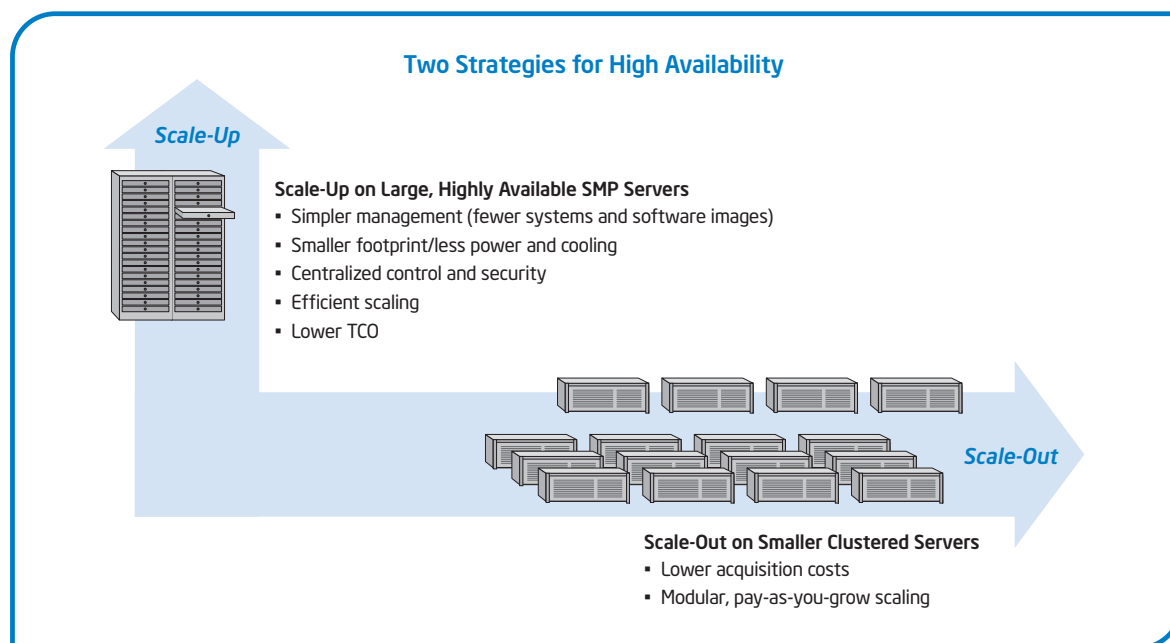 Two Strategies for High Availability
Scale-Up
Scale-Up on Large, Highly Available SMP Servers
▪ Simpler management (fewer systems and software images)
▪ Smaller footprint/less power and cooling
▪ Centralized control and security
▪ Efficient scaling
▪ Lower TCO
Scale-Out
Scale-Out on Smaller Clustered Servers
▪ Lower acquisition costs
▪ Modular, pay-as-you-grow scaling